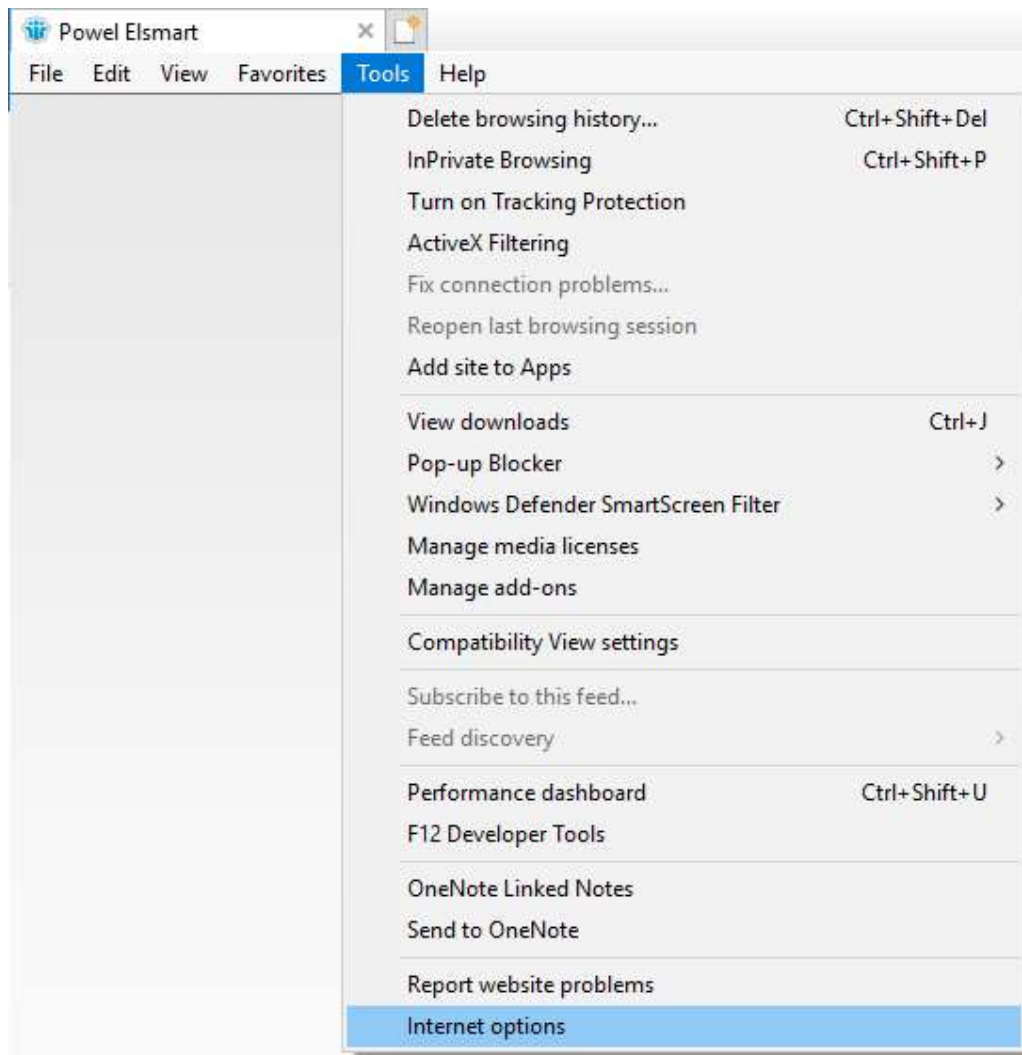 Powel Elsmart
File Edit View Favorites Tools Help
Delete browsing history... Ctrl+Shift+Del
InPrivate Browsing Ctrl+Shift+P
Turn on Tracking Protection
ActiveX Filtering
Fix connection problems...
Reopen last browsing session
Add site to Apps
View downloads Ctrl+J
Pop-up Blocker
Windows Defender SmartScreen Filter
Manage media licenses
Manage add-ons
Compatibility View settings
Subscribe to this feed...
Feed discovery
Performance dashboard Ctrl+Shift+U
F12 Developer Tools
OneNote Linked Notes
Send to OneNote
Report website problems
Internet options